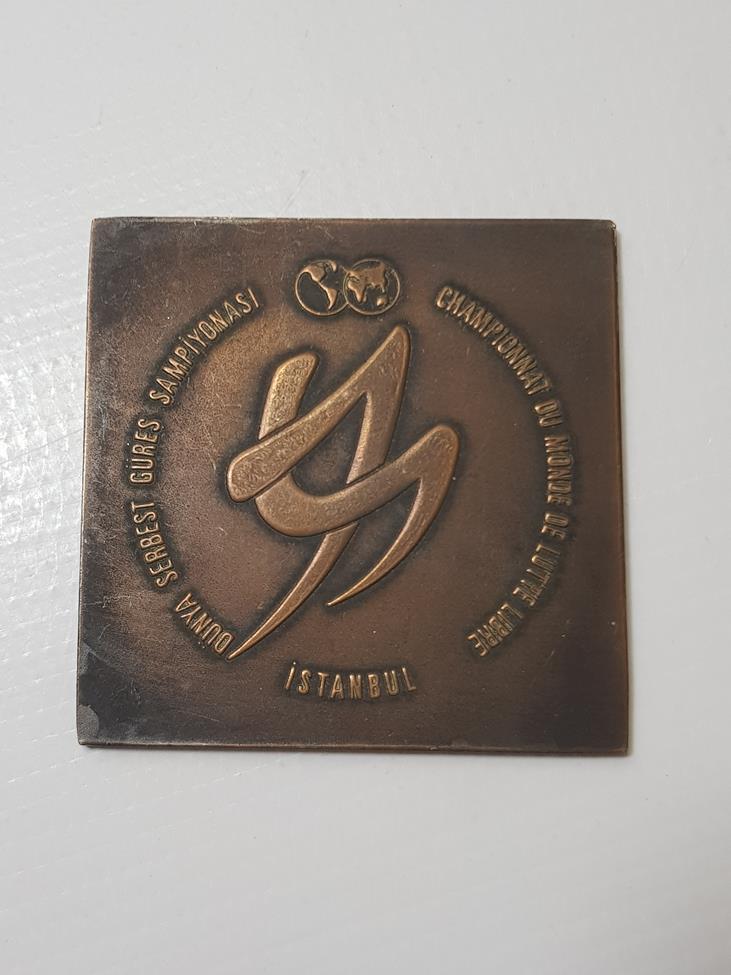 DÜNYA SERBEST GÜREŞ ŞAMPİYONASI
CHAMPIONNAT DU MONDE DE LUTTE LIBRE
İSTANBUL